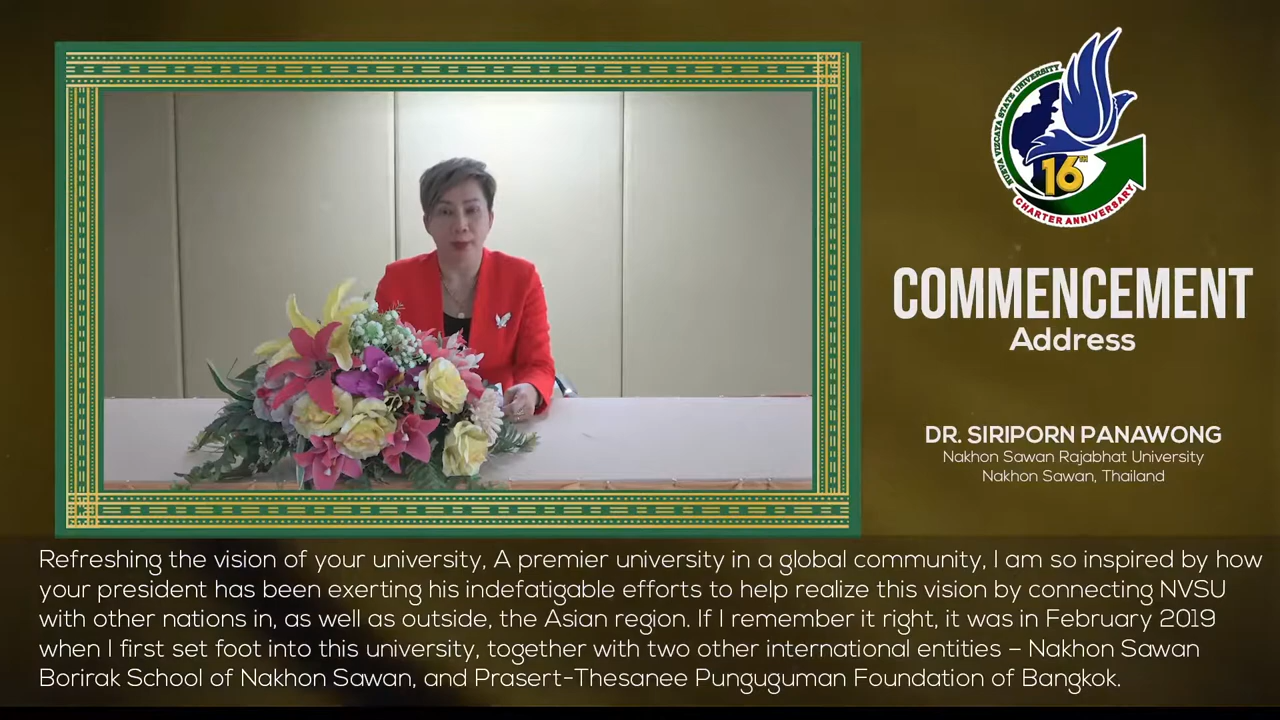 NUEVA VIZCAYA STATE UNIVERSITY
16TH
CHARTER ANNIVERSARY
COMMENCEMENT
Address
DR. SIRIPORN PANAWONG
Nakhon Sawan Rajabhat University
Nakhon Sawan, Thailand
Refreshing the vision of your university, A premier university in a global community, I am so inspired by how
your president has been exerting his indefatigable efforts to help realize this vision by connecting NVSU
with other nations in, as well as outside, the Asian region. If I remember it right, it was in February 2019
when I first set foot into this university, together with two other international entities – Nakhon Sawan
Borirak School of Nakhon Sawan, and Prasert-Thesanee Punguguman Foundation of Bangkok.